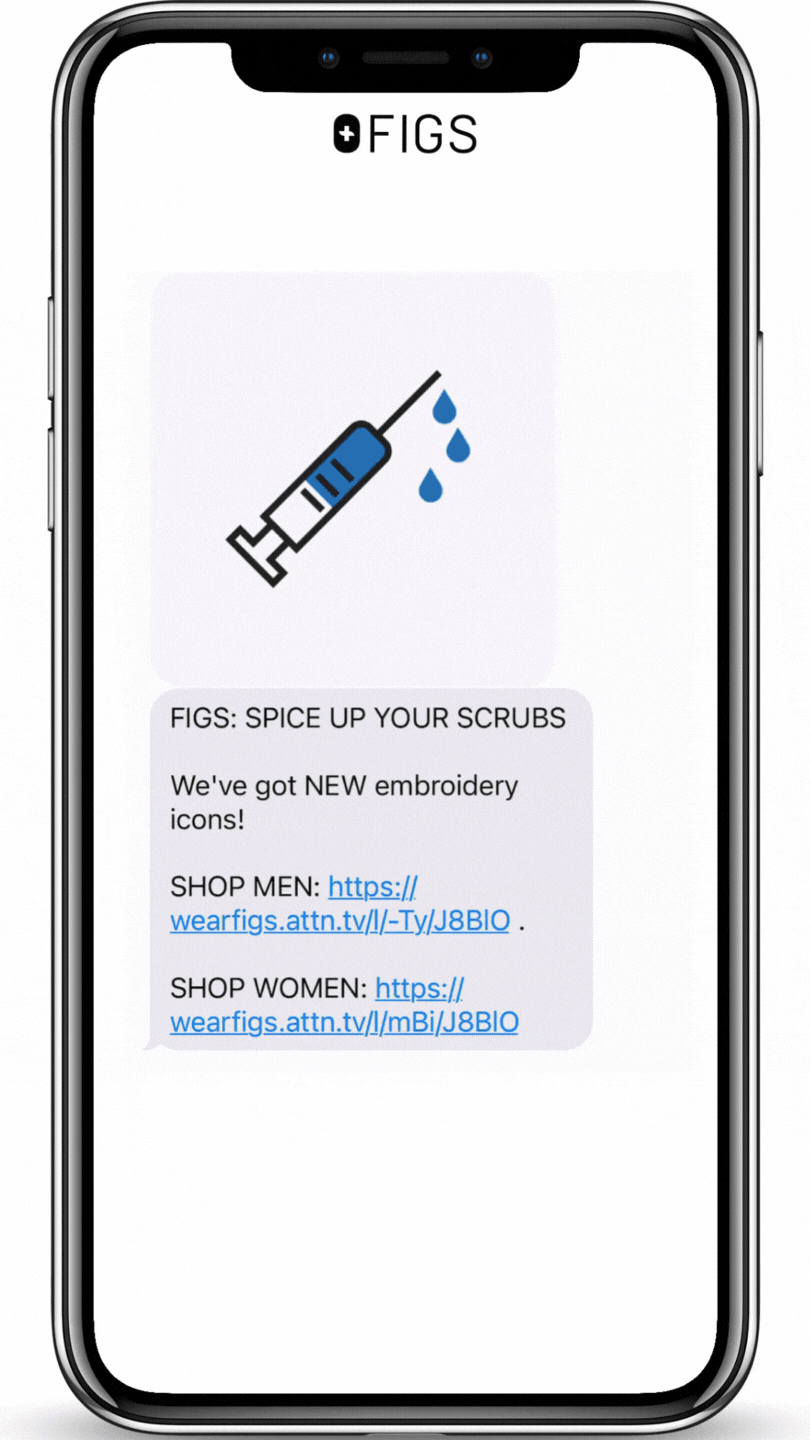 FIGS
FIGS: SPICE UP YOUR SCRUBS
We've got NEW embroidery
icons!
SHOP MEN: https://
wearfigs.attn.tv/l/-Ty/J8BlO .
SHOP WOMEN: https://
wearfigs.attn.tv/l/mBi/J8BlO